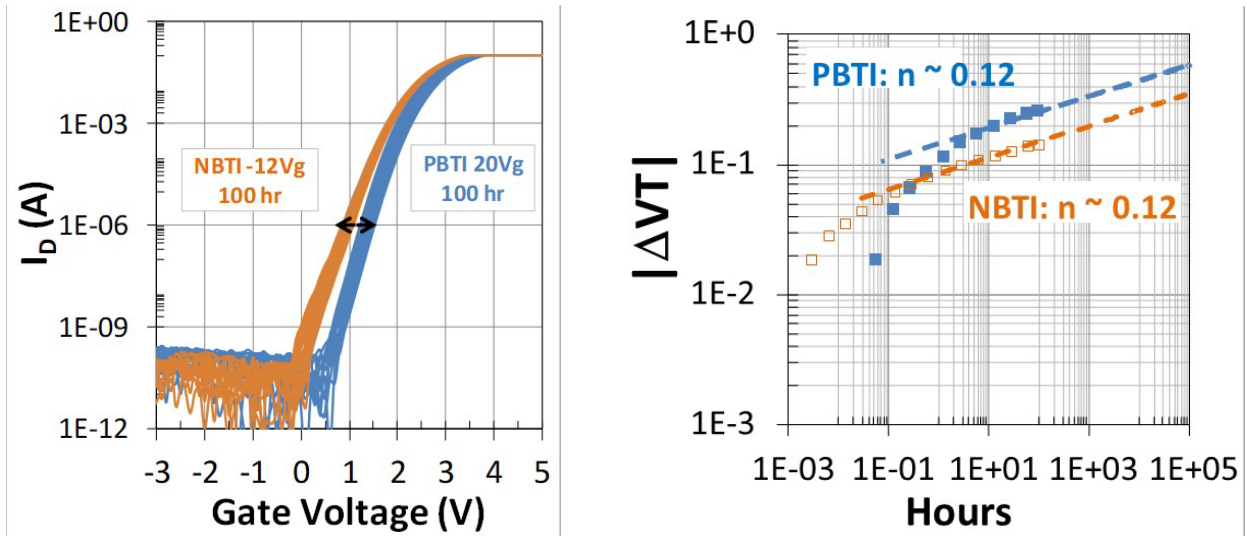 1E+00
1E-03
1E-06
1E-09
1E-12
I_D (A)
NBTI -12Vg
100 hr
PBTI 20Vg
100 hr
-3 -2 -1 0 1 2 3 4 5
Gate Voltage (V)
1E+0
1E-1
1E-2
1E-3
|ΔVT|
PBTI: n ~ 0.12
NBTI: n ~ 0.12
1E-03 1E-01 1E+01 1E+03 1E+05
Hours